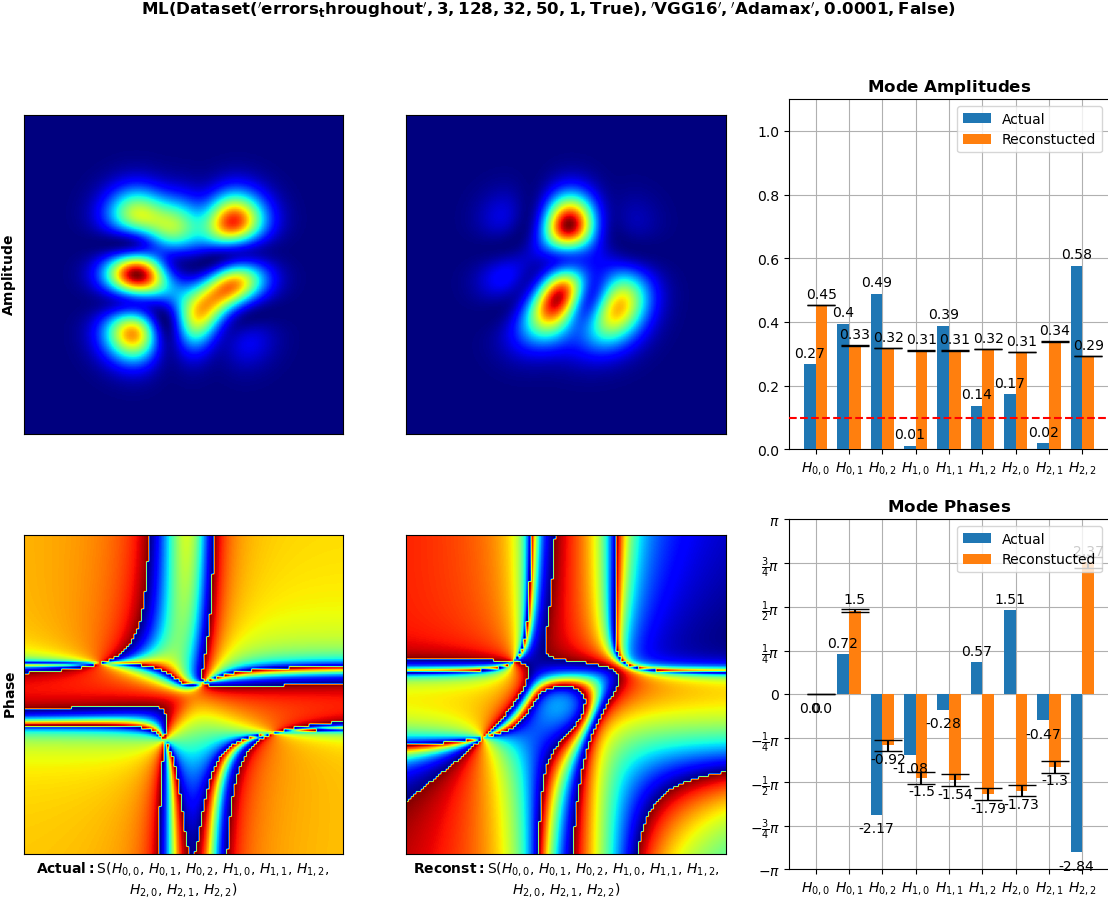 ML(Dataset('errors_throughout', 3, 128, 32, 50, 1, True), 'VGG16', 'Adamax', 0.0001, False)
Amplitude
Mode Amplitudes
Actual
Reconstucted
1.0
0.8
0.6
0.4
0.2
0.0
0.27
0.4
0.49
0.01
0.39
0.14
0.17
0.02
0.58
0.45
0.33
0.32
0.31
0.31
0.32
0.31
0.34
0.29
H0,0 H0,1 H0,2 H1,0 H1,1 H1,2 H2,0 H2,1 H2,2
Phase
Mode Phases
Actual
Reconstucted
π
3/4π
1/2π
1/4π
0
−1/4π
−1/2π
−3/4π
−π
0.0
0.72
-2.17
-1.08
-0.28
0.57
1.51
-0.47
-2.84
0.0
1.5
-0.92
-1.5
-1.54
-1.79
-1.73
-1.3
2.37
H0,0 H0,1 H0,2 H1,0 H1,1 H1,2 H2,0 H2,1 H2,2
Actual: S(H0,0, H0,1, H0,2, H1,0, H1,1, H1,2,
H2,0, H2,1, H2,2)
Reconst: S(H0,0, H0,1, H0,2, H1,0, H1,1, H1,2,
H2,0, H2,1, H2,2)